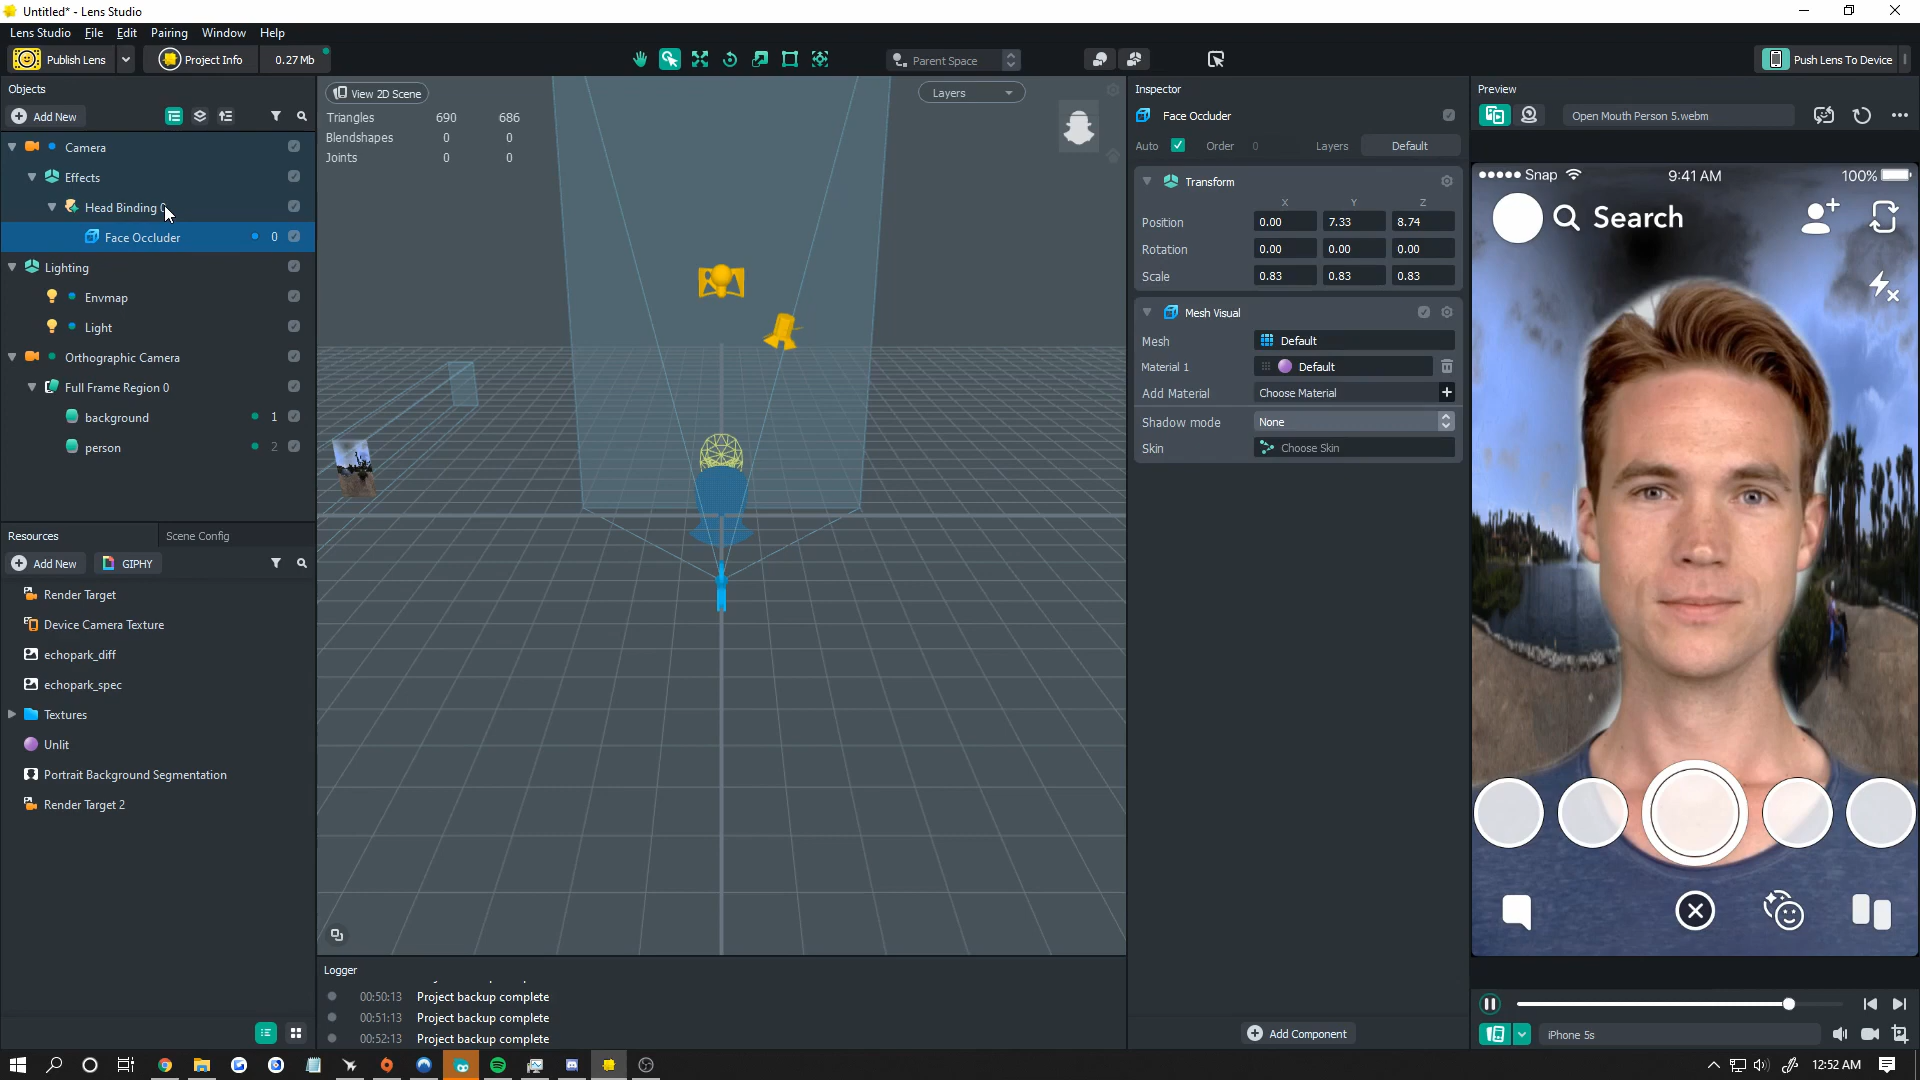 Untitled* - Lens Studio
Lens Studio File Edit Pairing Window Help
Publish Lens Project Info 0.27 Mb Parent Space Push Lens To Device
Objects
Add New
Camera
Effects
Head Binding 0
Face Occluder 0
Lighting
Envmap
Light
Orthographic Camera
Full Frame Region 0
background 1
person 2
Resources Scene Config
Add New GIPHY
Render Target
Device Camera Texture
echopark_diff
echopark_spec
Textures
Unlit
Portrait Background Segmentation
Render Target 2
View 2D Scene Layers
Triangles 690 686
Blendshapes 0 0
Joints 0 0
Logger
00:50:13 Project backup complete
00:51:13 Project backup complete
00:52:13 Project backup complete
Inspector
Face Occluder
Auto Order 0 Layers Default
Transform
X Y Z
Position 0.00 7.33 8.74
Rotation 0.00 0.00 0.00
Scale 0.83 0.83 0.83
Mesh Visual
Mesh Default
Material 1 Default
Add Material Choose Material
Shadow mode None
Skin Choose Skin
Add Component
Preview
Open Mouth Person 5.webm
Snap 9:41 AM 100%
Search
iPhone 5s
12:52 AM